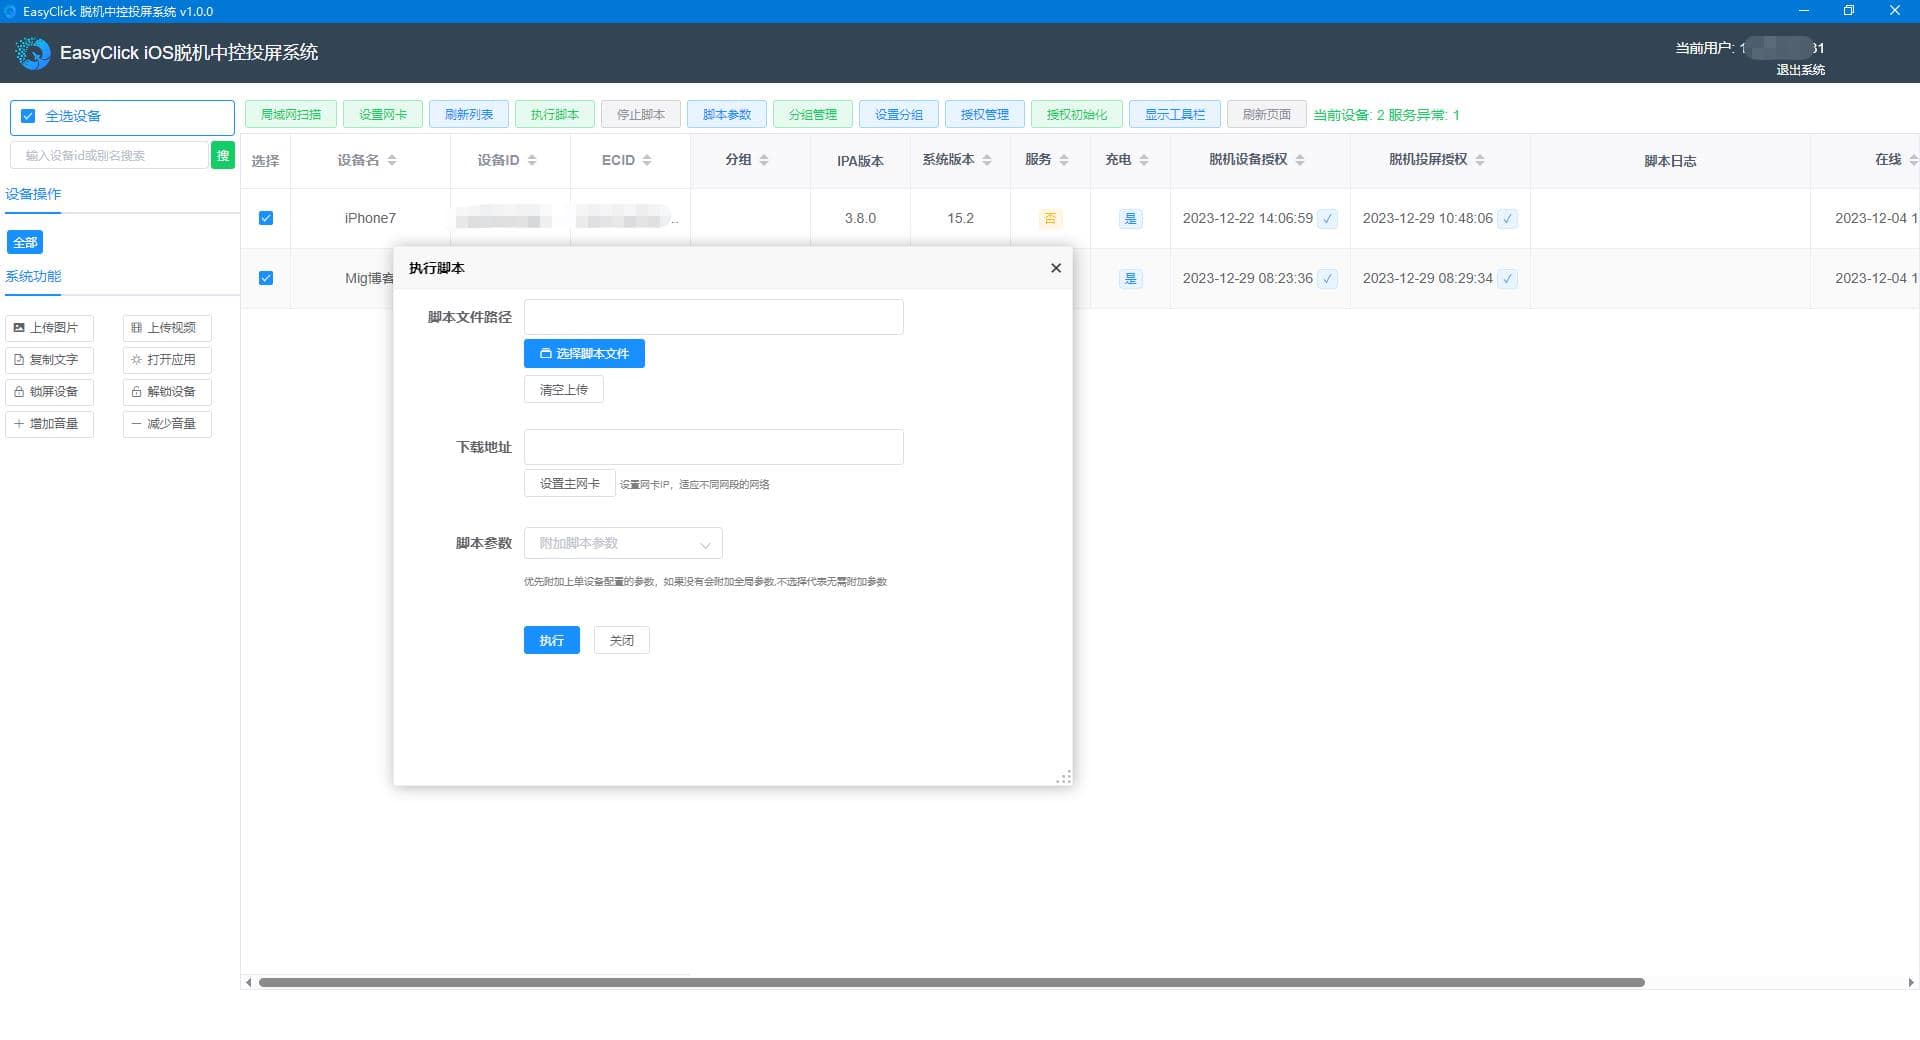 EasyClick 脱机中控投屏系统 v1.0.0
EasyClick iOS脱机中控投屏系统
当前用户: 1 31
退出系统
全选设备
局域网扫描 设置网卡 刷新列表 执行脚本 停止脚本 脚本参数 分组管理 设置分组 授权管理 授权初始化 显示工具栏 刷新页面 当前设备: 2 服务异常: 1
输入设备id或别名搜索 搜
选择 设备名 设备ID ECID 分组 IPA版本 系统版本 服务 充电 脱机设备授权 脱机投屏授权 脚本日志 在线
设备操作
iPhone7 .. 3.8.0 15.2 否 是 2023-12-22 14:06:59 ✓ 2023-12-29 10:48:06 ✓ 2023-12-04 1
全部
系统功能
Mig博客 是 2023-12-29 08:23:36 ✓ 2023-12-29 08:29:34 ✓ 2023-12-04 1
上传图片 上传视频
复制文字 打开应用
锁屏设备 解锁设备
增加音量 减少音量
执行脚本
脚本文件路径
选择脚本文件
清空上传
下载地址
设置主网卡 设置网卡IP，适应不同网段的网络
脚本参数 附加脚本参数
优先附加上单设备配置的参数，如果没有会附加全局参数,不选择代表无需附加参数
执行 关闭